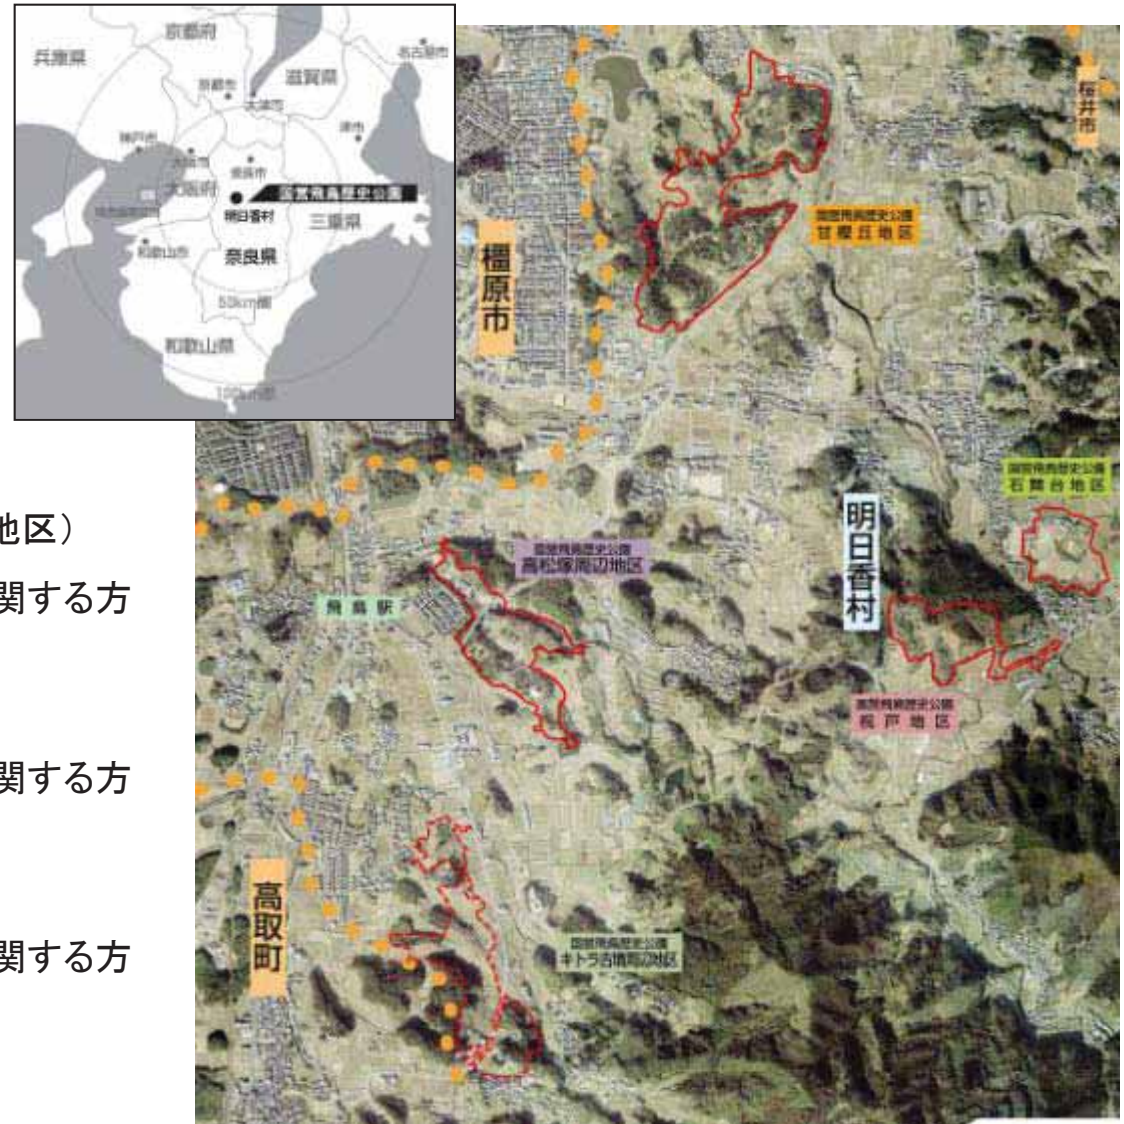 兵庫県
京都府
滋賀県
名古屋市
京都市
大津市
神戸市
津市
大阪市
奈良市
大阪府
国営飛鳥歴史公園
明日香村
三重県
和歌山市
奈良県
50km圏
和歌山県
100km圏
桜井市
国営飛鳥歴史公園
甘樫丘地区
橿原市
国営飛鳥歴史公園
石舞台地区
明日香村
国営飛鳥歴史公園
高松塚周辺地区
飛鳥駅
国営飛鳥歴史公園
祝戸地区
高取町
国営飛鳥歴史公園
キトラ古墳周辺地区
地区）
関する方
関する方
関する方